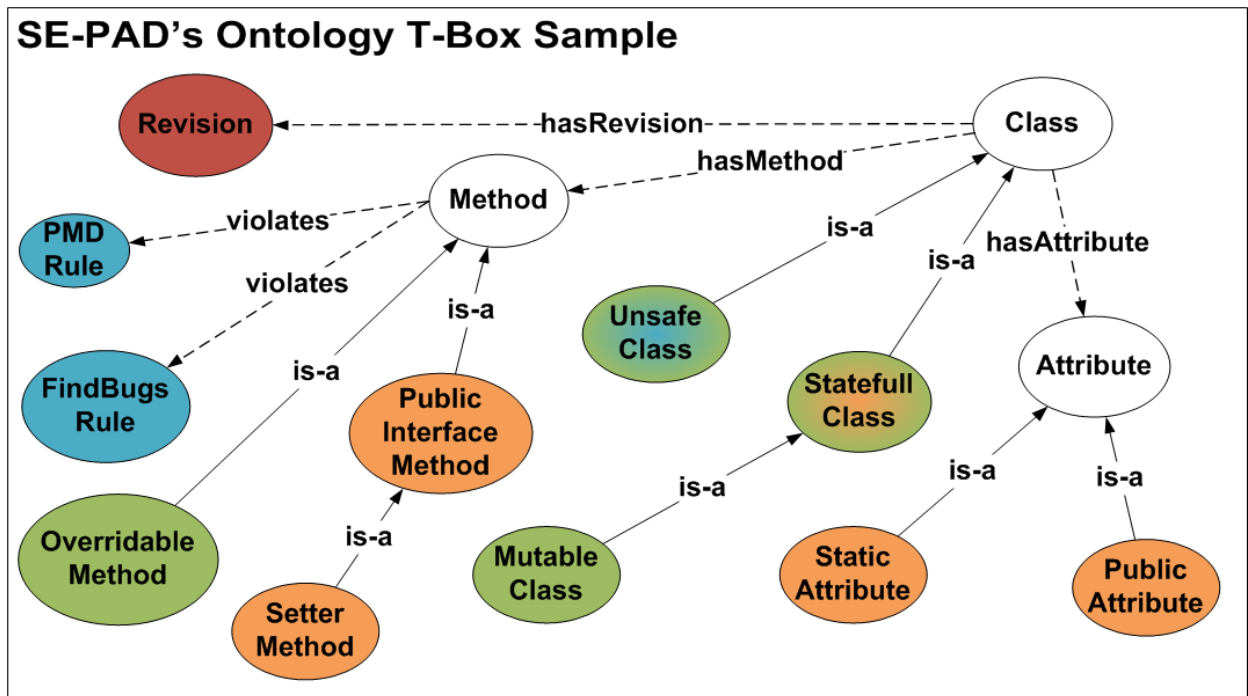 SE-PAD's Ontology T-Box Sample
Revision
hasRevision
Class
hasMethod
Method
violates
PMD
Rule
is-a
hasAttribute
is-a
violates
is-a
Unsafe
Class
FindBugs
Rule
is-a
Public
Interface
Method
Statefull
Class
Attribute
is-a
is-a
is-a
is-a
Overridable
Method
Setter
Method
Mutable
Class
Static
Attribute
Public
Attribute